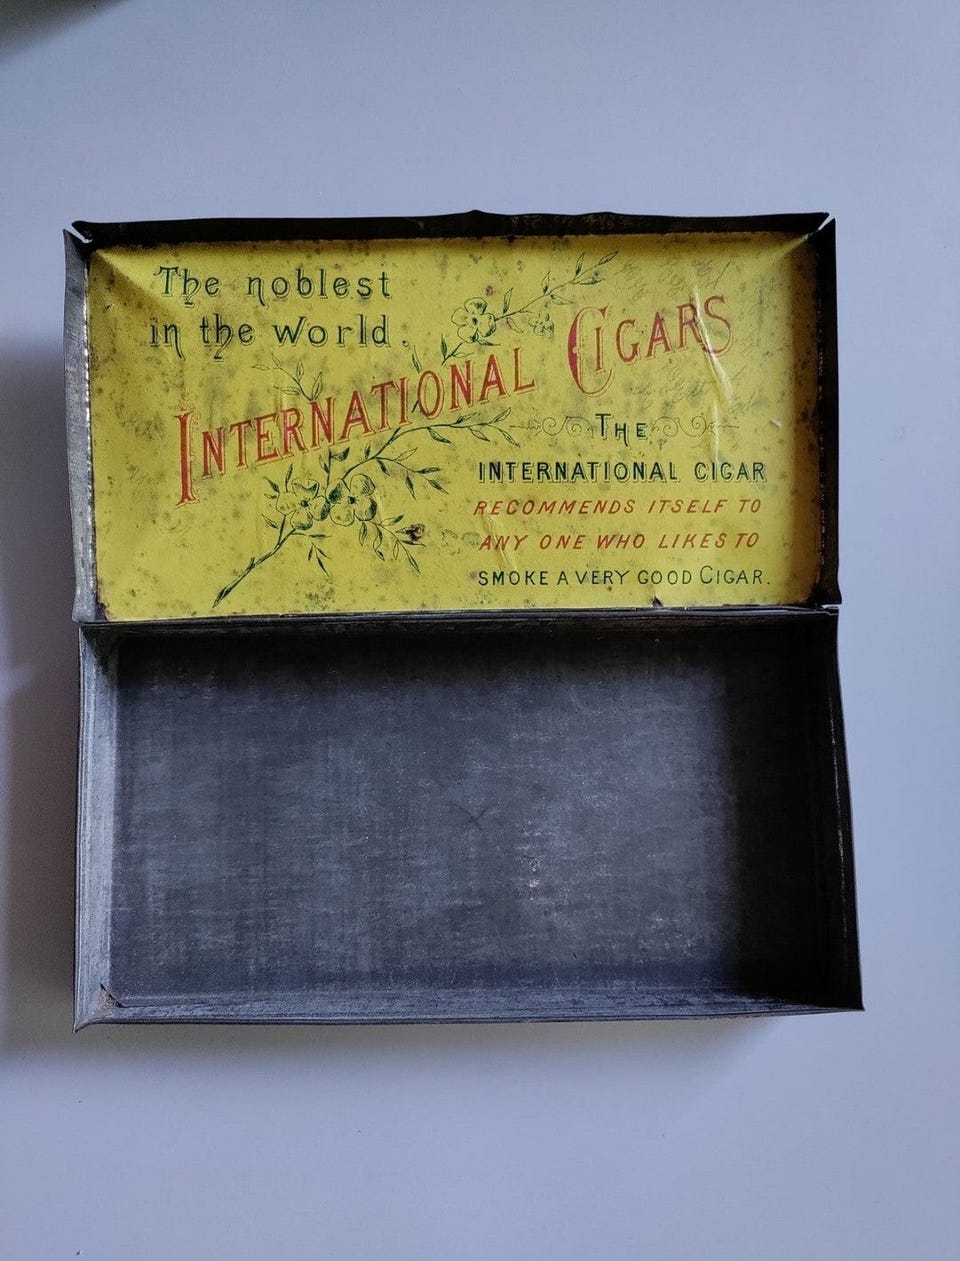 The noblest
in the world.
INTERNATIONAL CIGARS
THE
INTERNATIONAL CIGAR
RECOMMENDS ITSELF TO
ANY ONE WHO LIKES TO
SMOKE A VERY GOOD CIGAR.